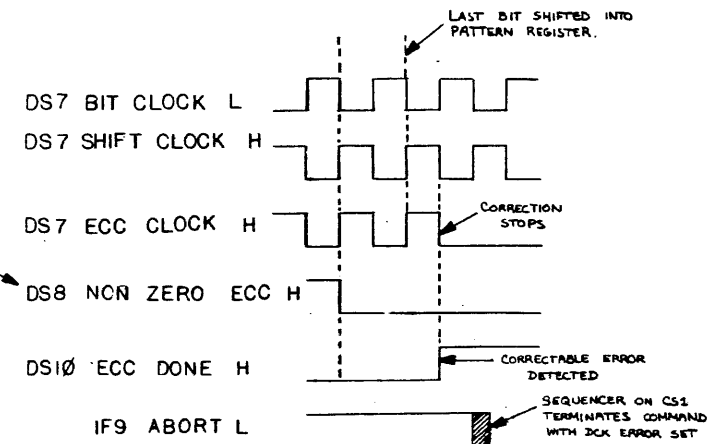 LAST BIT SHIFTED INTO
PATTERN REGISTER.
DS7 BIT CLOCK L
DS7 SHIFT CLOCK H
DS7 ECC CLOCK H
CORRECTION
STOPS
DS8 NON ZERO ECC H
DS1Ø ECC DONE H
CORRECTABLE ERROR
DETECTED
IF9 ABORT L
SEQUENCER ON CS1
TERMINATES COMMAND
WITH DCK ERROR SET